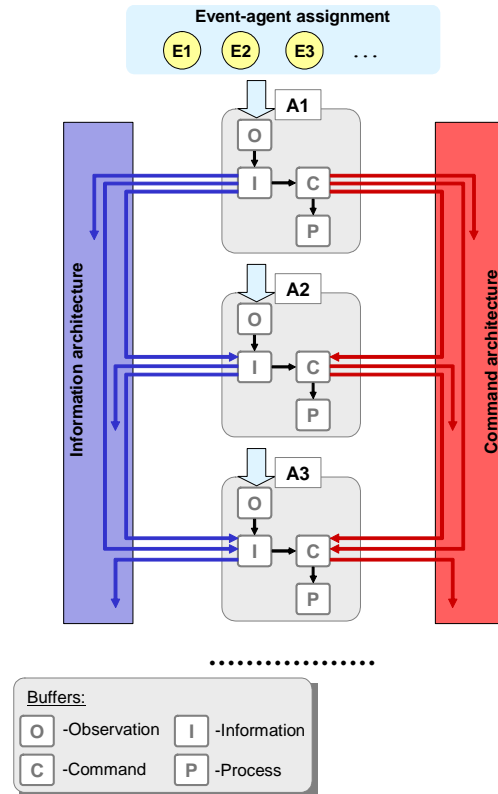 Event-agent assignment
E1 E2 E3 ...
A1
O
I C
P
A2
O
I C
P
A3
O
I C
P
Information architecture
Command architecture
Buffers:
O -Observation I -Information
C -Command P -Process